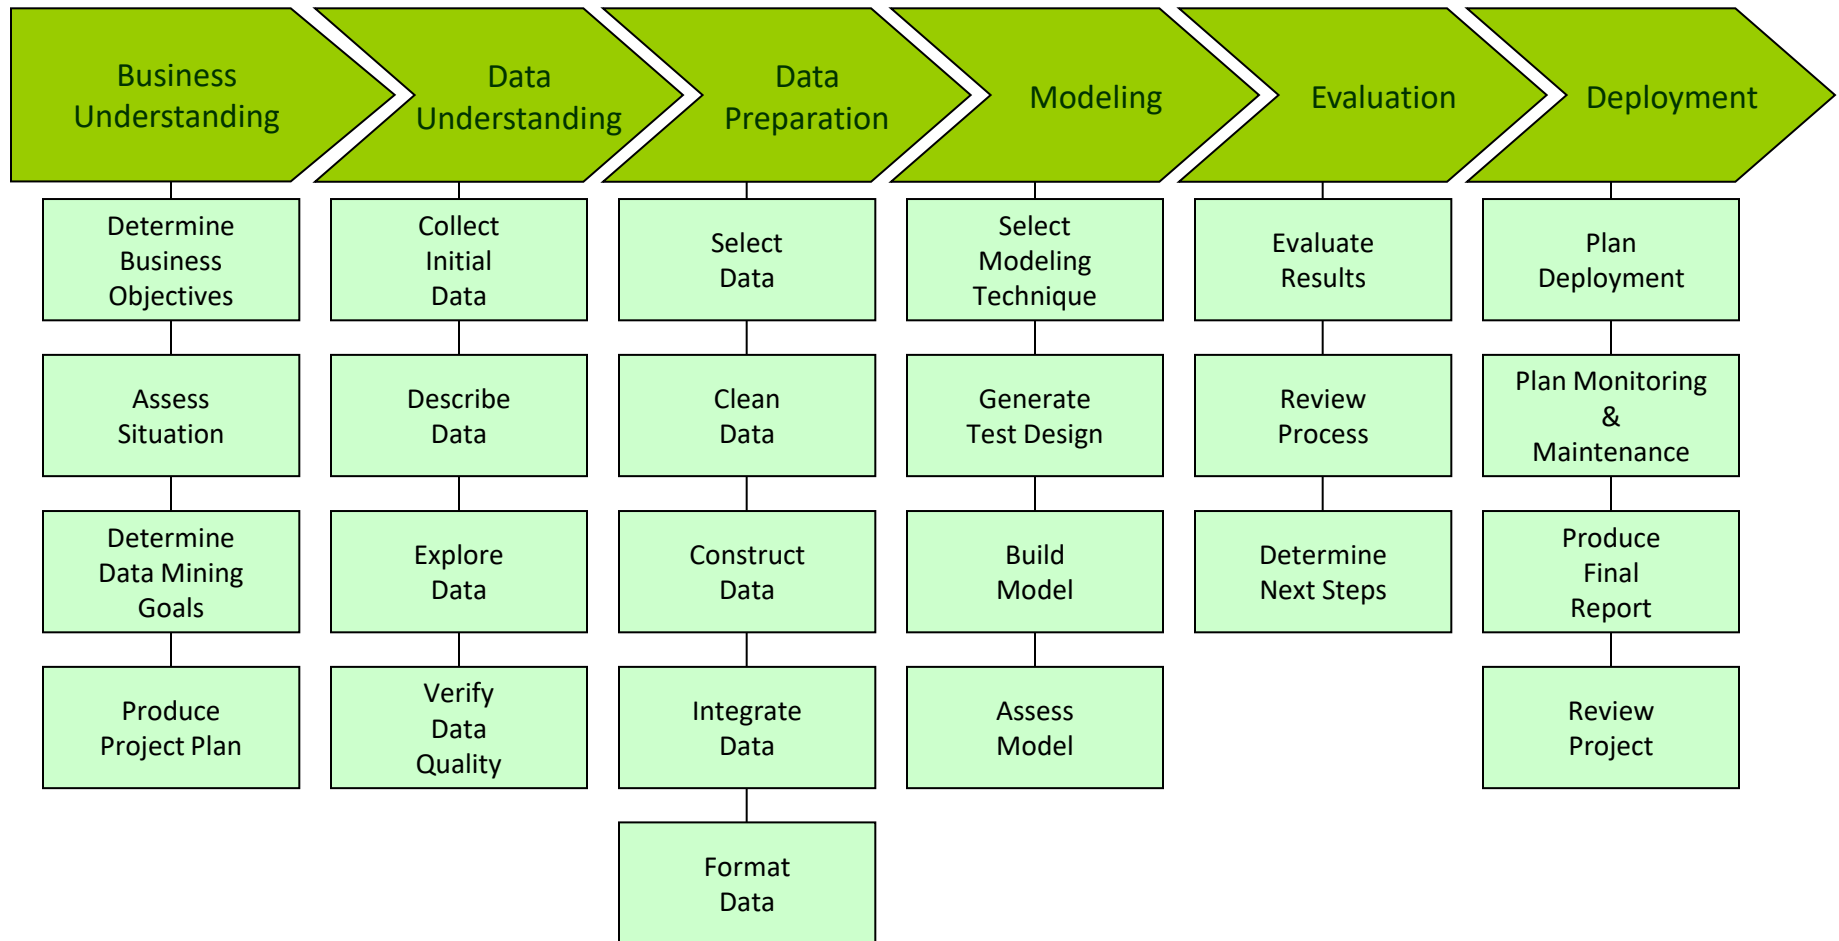 Business
Understanding
Data
Understanding
Data
Preparation
Modeling
Evaluation
Deployment
Determine
Business
Objectives
Assess
Situation
Determine
Data Mining
Goals
Produce
Project Plan
Collect
Initial
Data
Describe
Data
Explore
Data
Verify
Data
Quality
Select
Data
Clean
Data
Construct
Data
Integrate
Data
Format
Data
Select
Modeling
Technique
Generate
Test Design
Build
Model
Assess
Model
Evaluate
Results
Review
Process
Determine
Next Steps
Plan
Deployment
Plan Monitoring
&
Maintenance
Produce
Final
Report
Review
Project